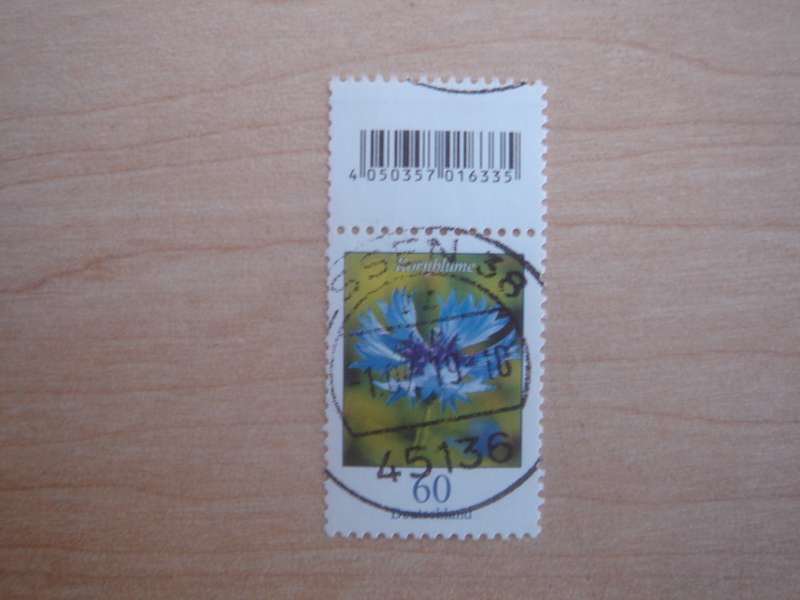 4 050357 016335
SSEN 38
Kornblume
45136
60
Deutschland